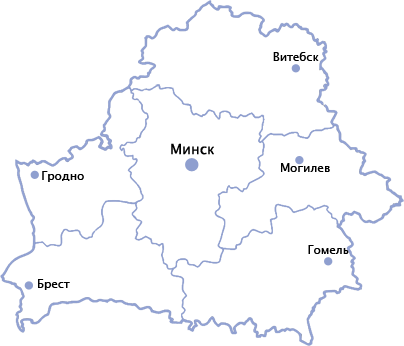 Витебск
Минск
Могилев
Гродно
Гомель
Брест